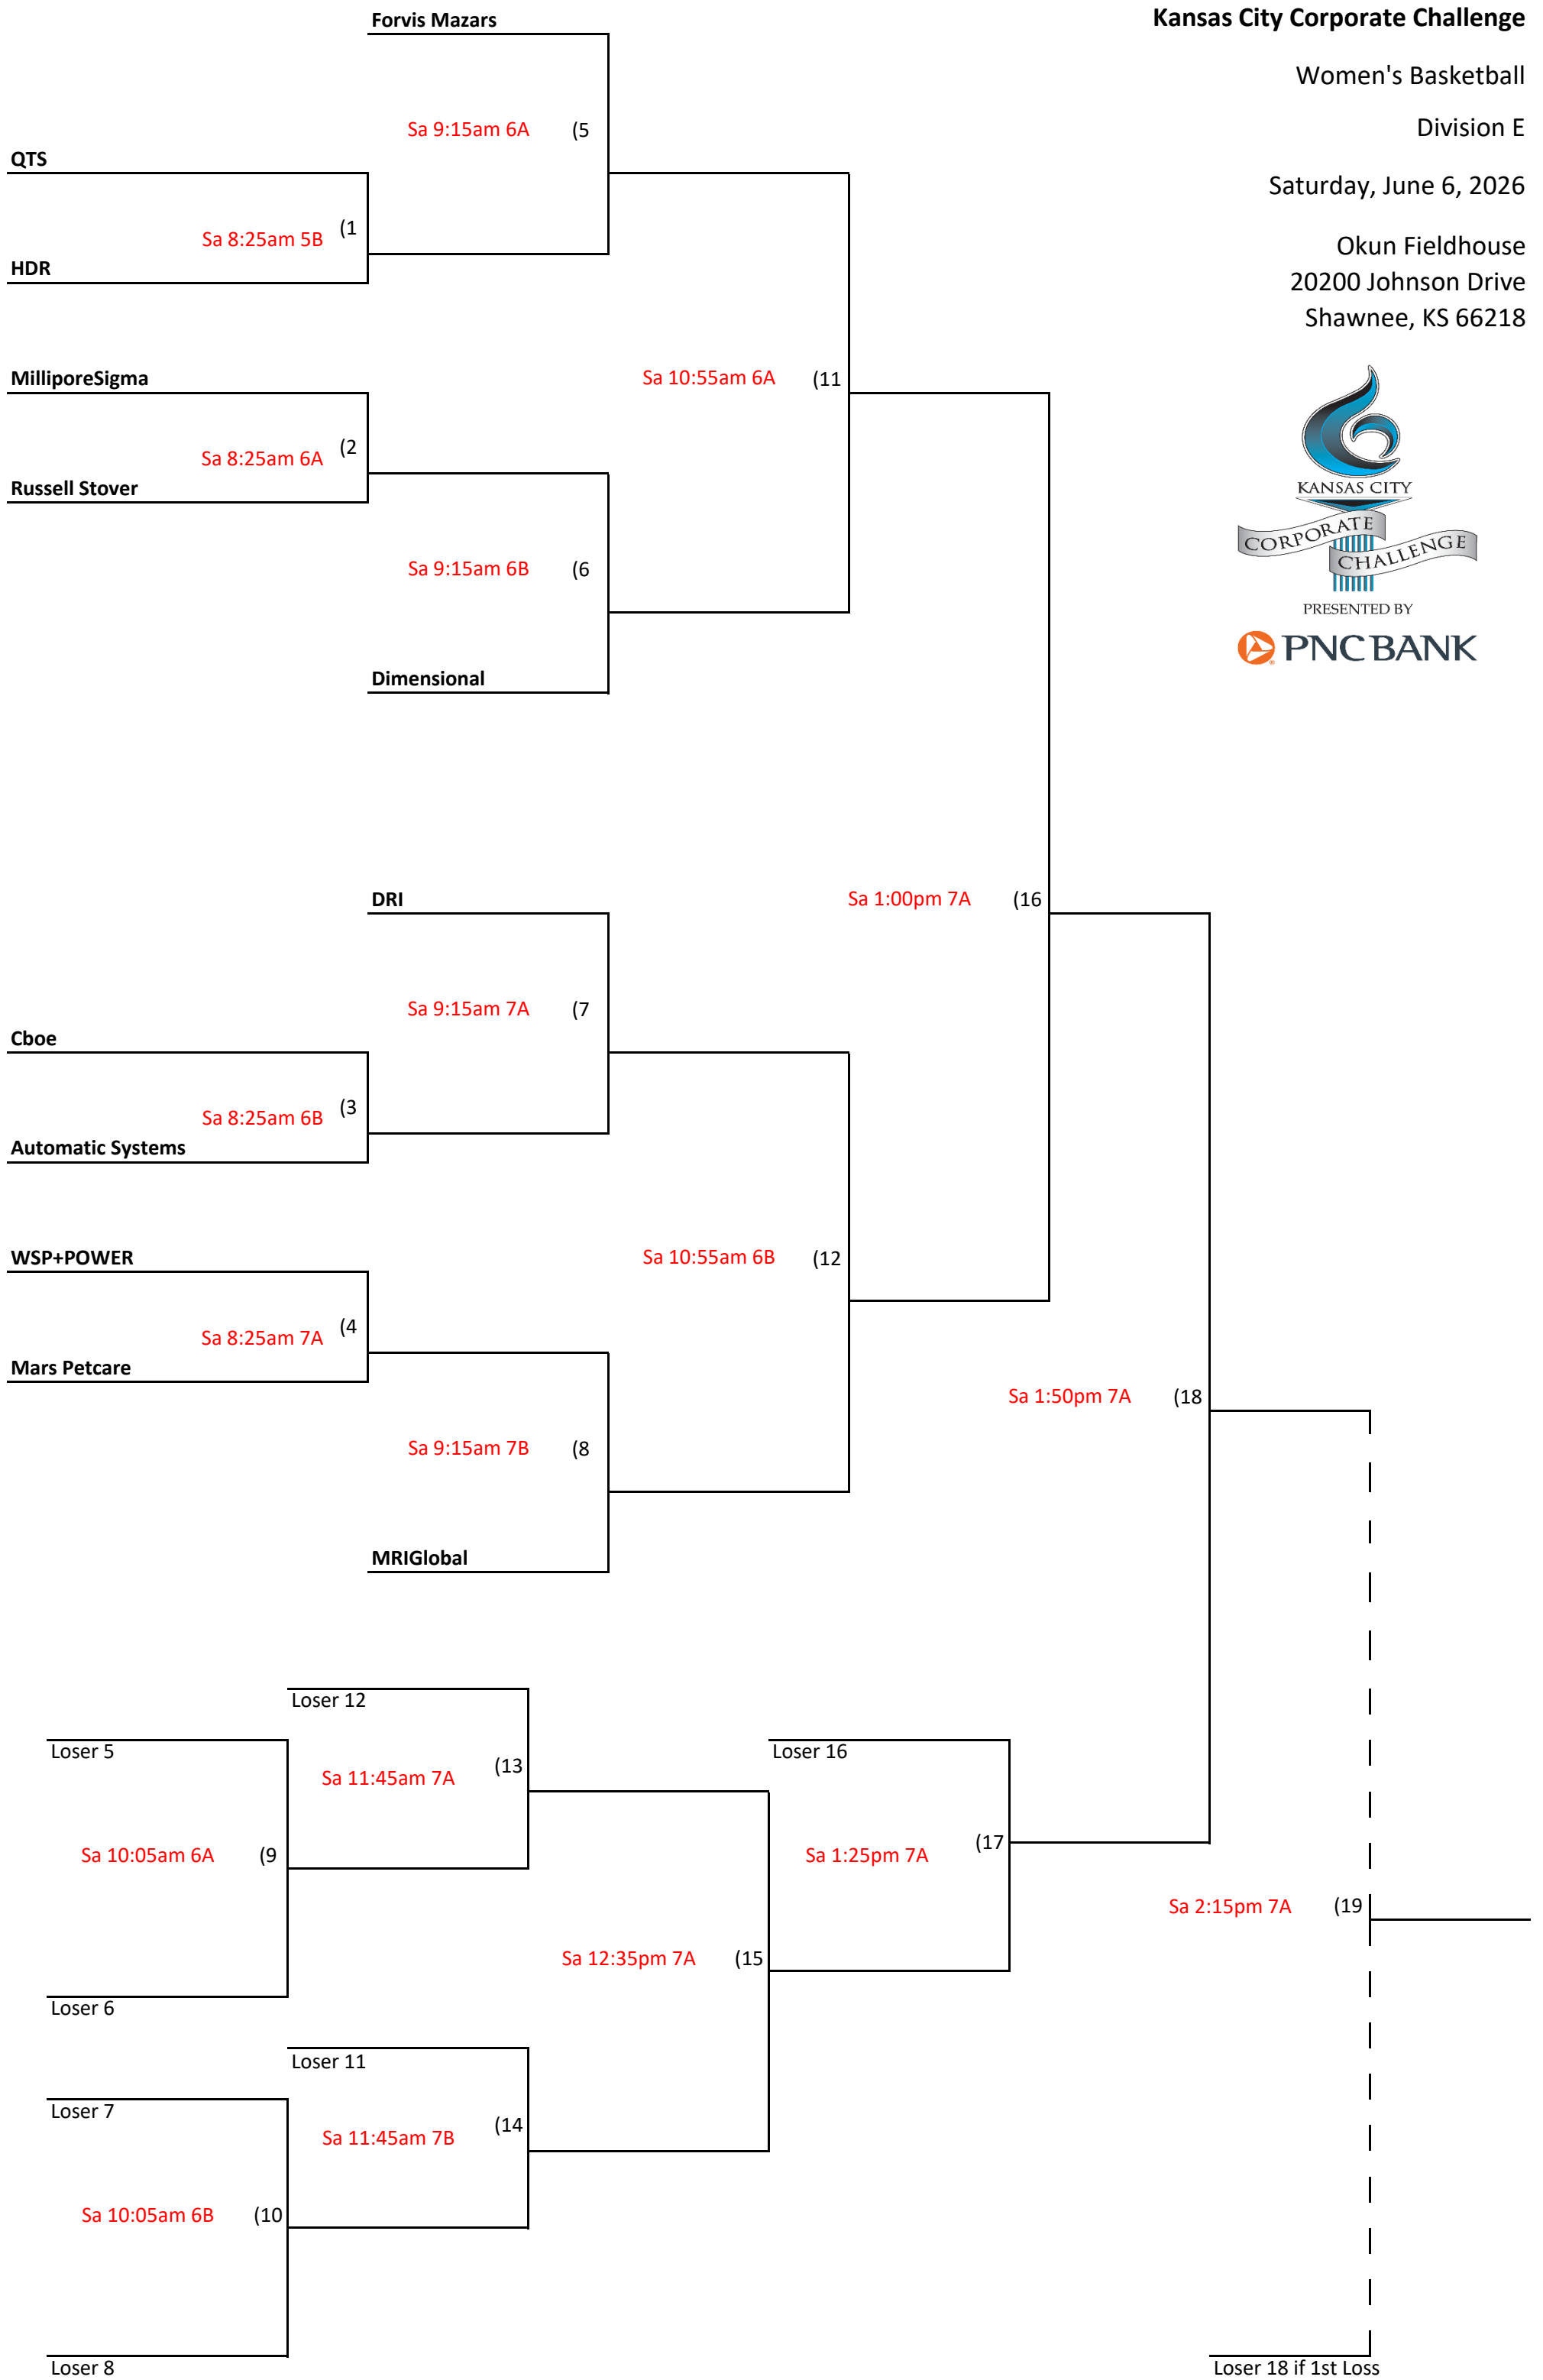 Forvis Mazars
Kansas City Corporate Challenge
Women's Basketball
Division E
Saturday, June 6, 2026
Okun Fieldhouse
20200 Johnson Drive
Shawnee, KS 66218
KANSAS CITY
CORPORATE
CHALLENGE
PRESENTED BY
PNC BANK
Sa 9:15am 6A (5
QTS
Sa 8:25am 5B (1
HDR
MilliporeSigma
Sa 10:55am 6A (11
Sa 8:25am 6A (2
Russell Stover
Sa 9:15am 6B (6
Dimensional
DRI
Sa 1:00pm 7A (16
Sa 9:15am 7A (7
Cboe
Sa 8:25am 6B (3
Automatic Systems
WSP+POWER
Sa 10:55am 6B (12
Sa 8:25am 7A (4
Mars Petcare
Sa 1:50pm 7A (18
Sa 9:15am 7B (8
MRIGlobal
Loser 12
Loser 5
Loser 16
Sa 11:45am 7A (13
Sa 10:05am 6A (9
Sa 1:25pm 7A (17
Sa 2:15pm 7A (19
Sa 12:35pm 7A (15
Loser 6
Loser 11
Loser 7
Sa 11:45am 7B (14
Sa 10:05am 6B (10
Loser 8
Loser 18 if 1st Loss